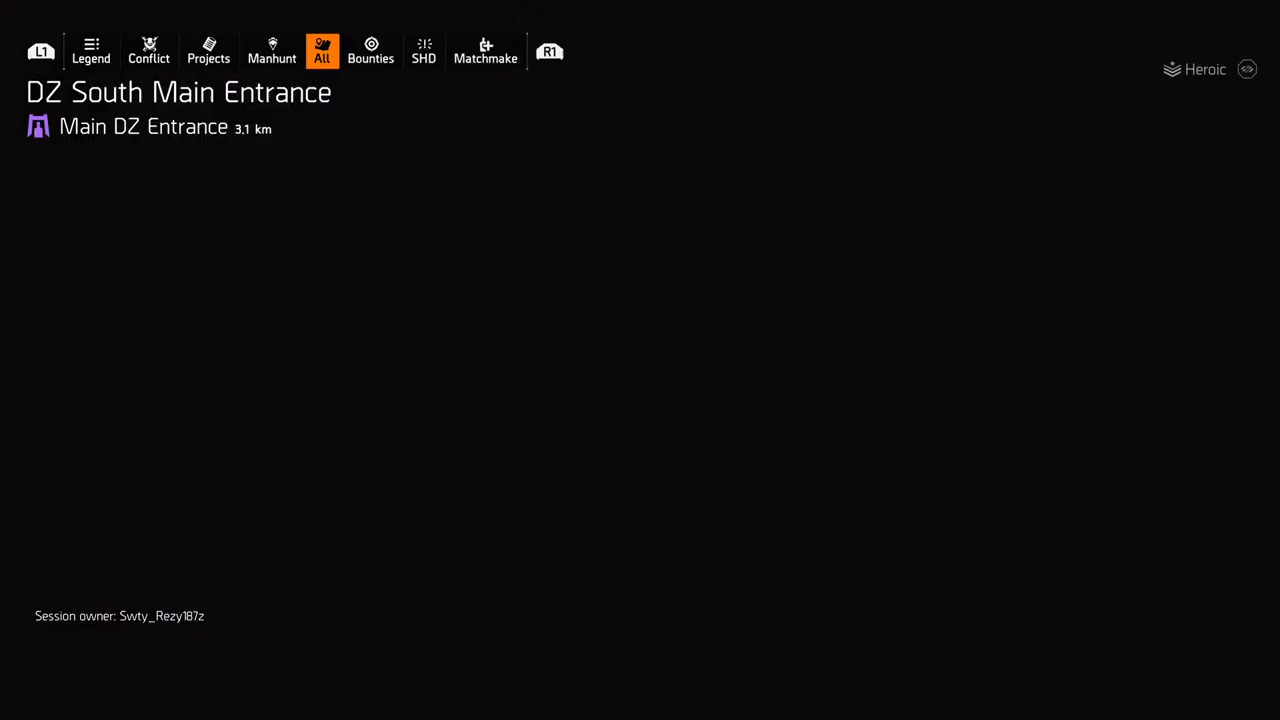 L1 Legend Conflict Projects Manhunt All Bounties SHD Matchmake R1
Heroic
DZ South Main Entrance
Main DZ Entrance 3.1 km
Session owner: Swty_Rezy187z